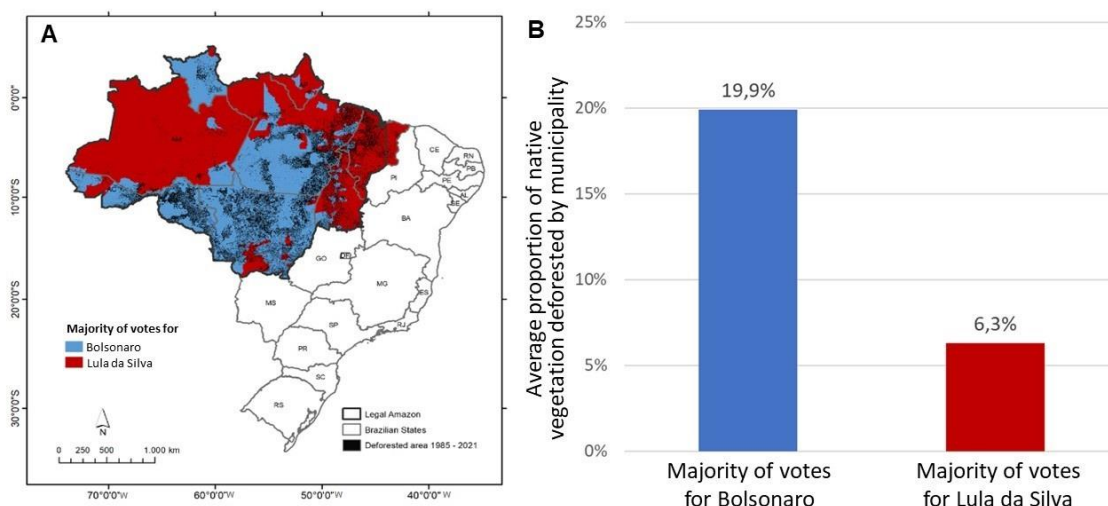 A
0°0'0"
10°0'0"S
20°0'0"S
30°0'0"S
CE
RN
PB
PE
AL
SE
PI
BA
GO
DF
MG
ES
MS
SP
RJ
PR
SC
RS
Majority of votes for
Bolsonaro
Lula da Silva
N
0 250 500 1.000 km
Legal Amazon
Brazilian States
Deforested area 1985 - 2021
70°0'0"W 60°0'0"W 50°0'0"W 40°0'0"W
B
Average proportion of native
vegetation deforested by municipality
25%
20%
15%
10%
5%
0%
19,9%
6,3%
Majority of votes
for Bolsonaro
Majority of votes
for Lula da Silva